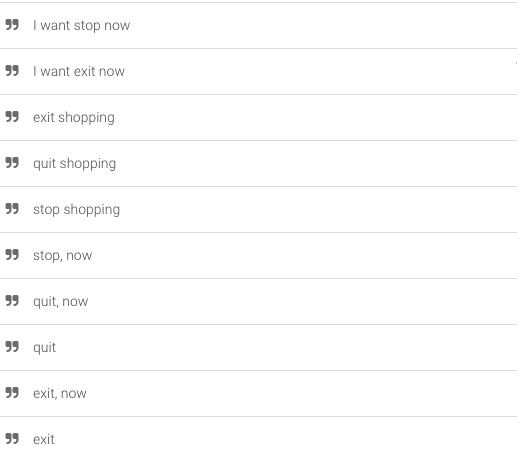 I want stop now
I want exit now
exit shopping
quit shopping
stop shopping
stop, now
quit, now
quit
exit, now
exit